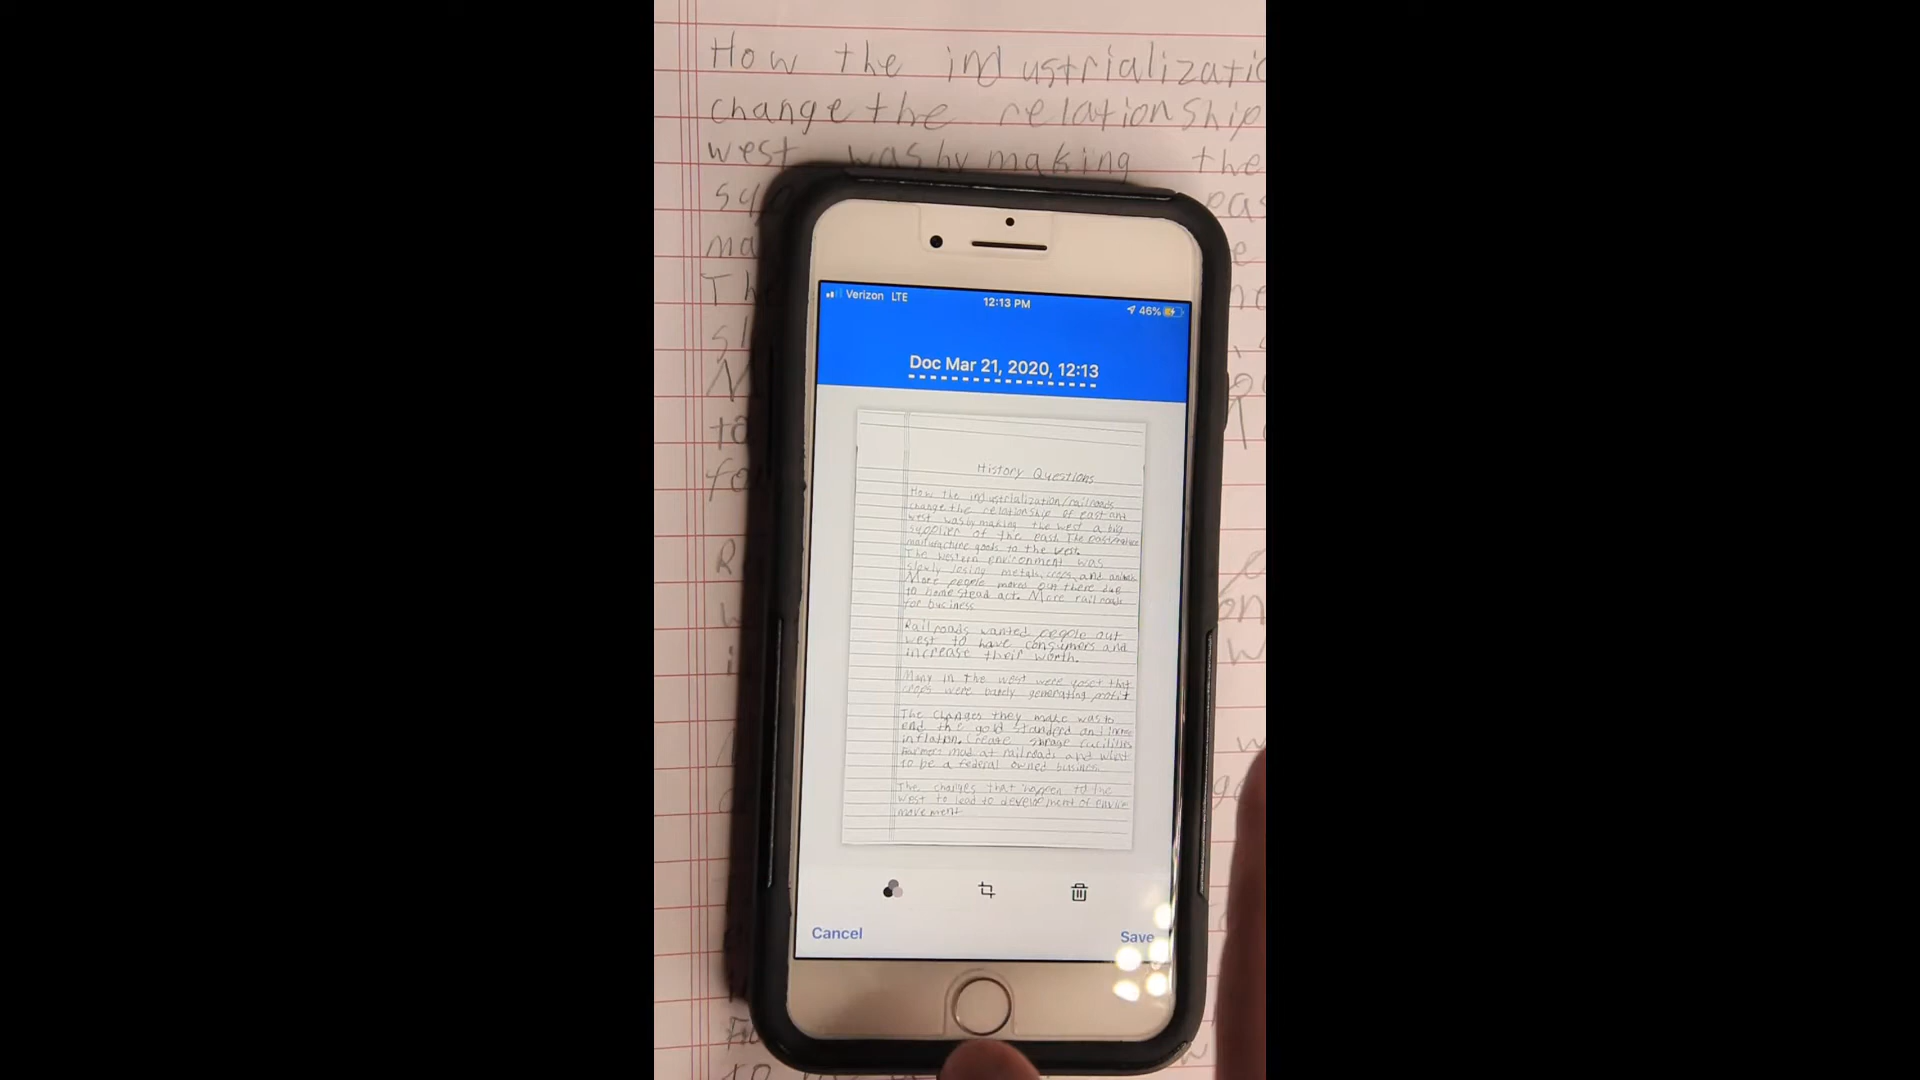 How the industrializatio
change the relationship
west was by making the
Verizon LTE
12:13 PM
46%
Doc Mar 21, 2020, 12:13
History Questions
How the industrialization/railroads
change the relationship of east and
west was by making the west a big
supplier of the east. The east
manufacture goods to the west.
The western environment was
slowly losing metals, crops, and
More people moved out there due
to homestead act. More railroads
for business
Railroads wanted people out
west to have consumers and
increase their worth.
Many in the west were upset that
crops were barely generating profit
The changes they make was to
end the gold standerd and
inflation. Create facilities
Farmers mad at railroads and want
to be a federal owned business.
The changes that happen to the
west to lead to development of
movement
Cancel
Save